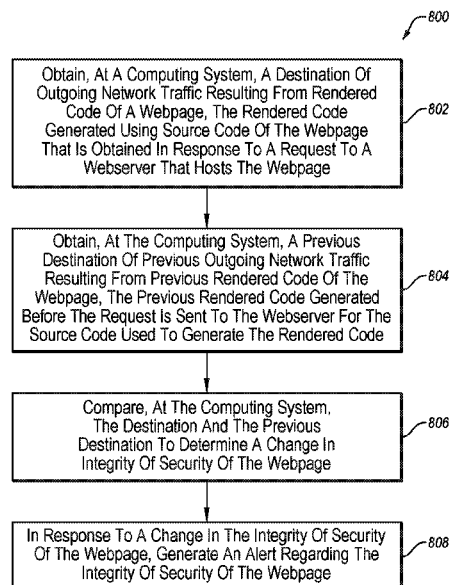 800
Obtain, At A Computing System, A Destination Of
Outgoing Network Traffic Resulting From Rendered
Code Of A Webpage, The Rendered Code
Generated Using Source Code Of The Webpage
That Is Obtained In Response To A Request To A
Webserver That Hosts The Webpage
802
Obtain, At The Computing System, A Previous
Destination Of Previous Outgoing Network Traffic
Resulting From Previous Rendered Code Of The
Webpage, The Previous Rendered Code Generated
Before The Request Is Sent To The Webserver For The
Source Code Used To Generate The Rendered Code
804
Compare, At The Computing System,
The Destination And The Previous
Destination To Determine A Change In
Integrity Of Security Of The Webpage
806
In Response To A Change In The Integrity Of Security
Of The Webpage, Generate An Alert Regarding The
Integrity Of Security Of The Webpage
808